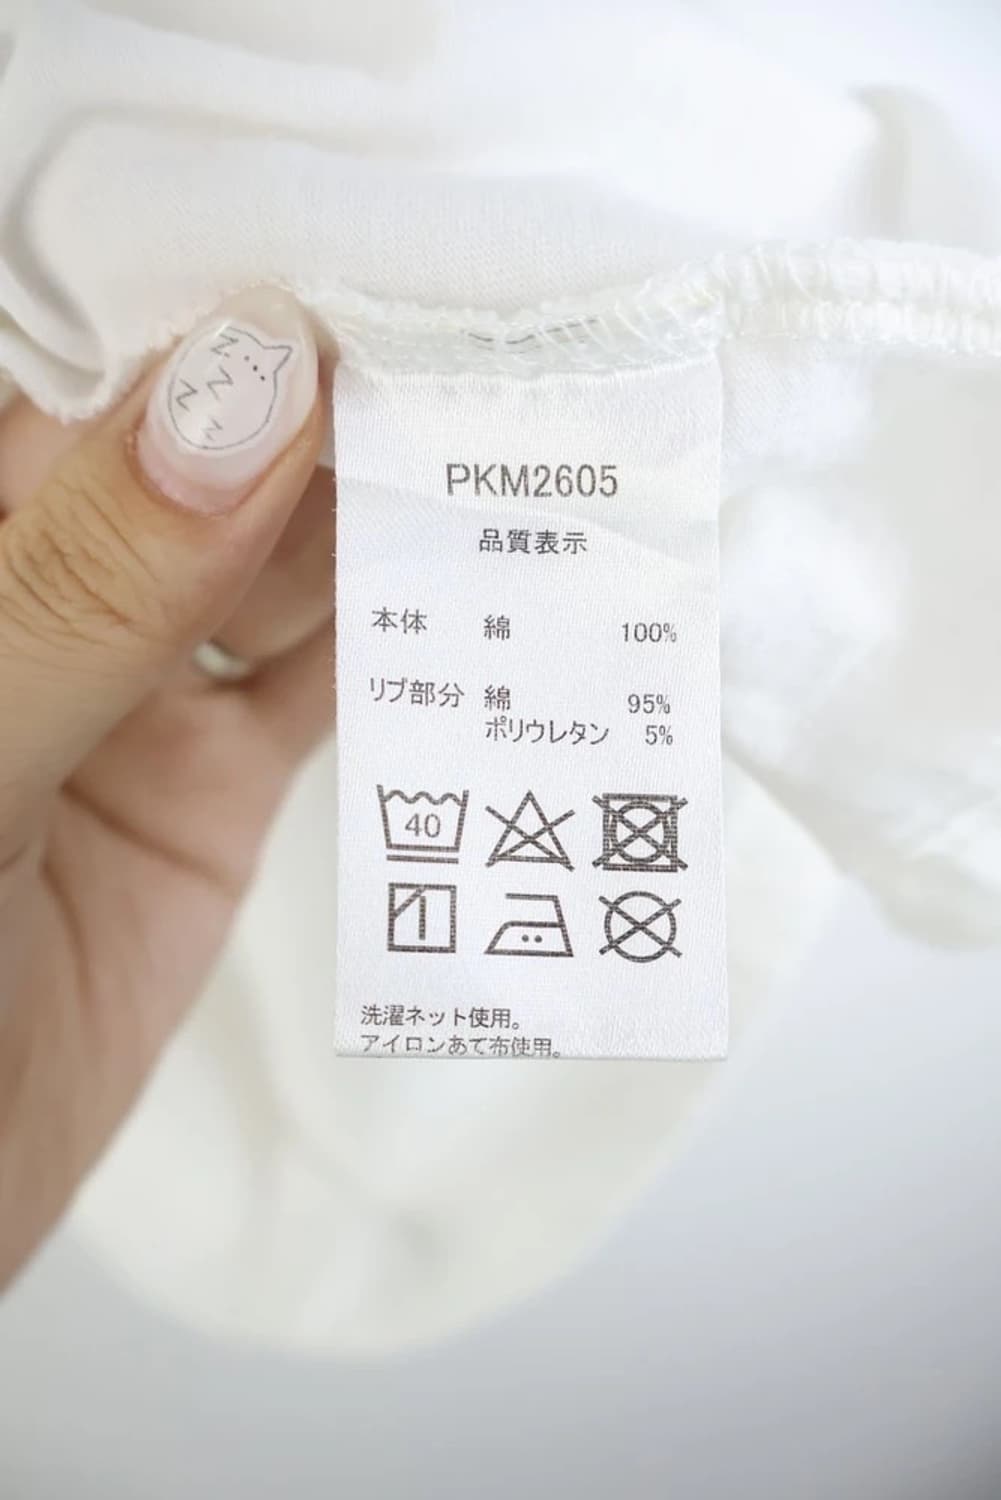 PKM2605
品質表示
本体 綿 100%
リブ部分 綿 95%
ポリウレタン 5%
40
洗濯ネット使用。
アイロンあて布使用。